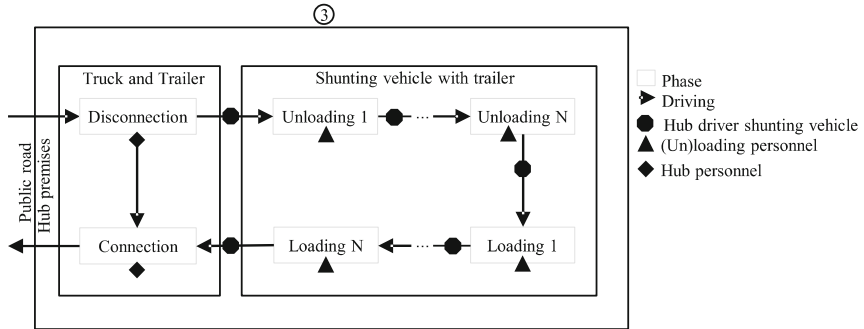 3
Truck and Trailer
Shunting vehicle with trailer
Disconnection
Unloading 1
...
Unloading N
Public road
Hub premises
Connection
Loading N
...
Loading 1
Phase
Driving
Hub driver shunting vehicle
(Un)loading personnel
Hub personnel